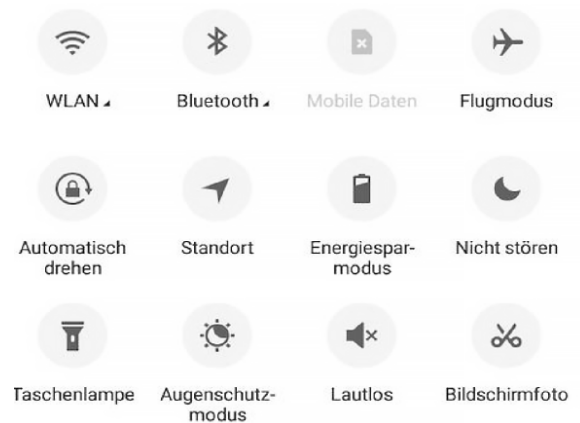 WLAN
Bluetooth
Mobile Daten
Flugmodus
Automatisch
drehen
Standort
Energiespar-
modus
Nicht stören
Taschenlampe
Augenschutz-
modus
Lautlos
Bildschirmfoto